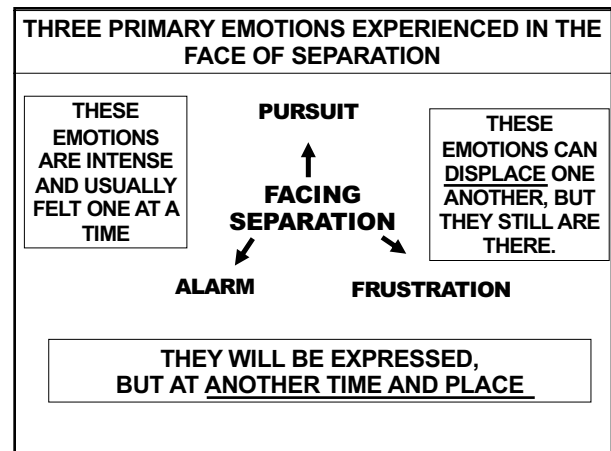 THREE PRIMARY EMOTIONS EXPERIENCED IN THE
FACE OF SEPARATION
THESE
EMOTIONS
ARE INTENSE
AND USUALLY
FELT ONE AT A
TIME
PURSUIT
FACING
SEPARATION
ALARM
FRUSTRATION
THESE
EMOTIONS CAN
DISPLACE ONE
ANOTHER, BUT
THEY STILL ARE
THERE.
THEY WILL BE EXPRESSED,
BUT AT ANOTHER TIME AND PLACE